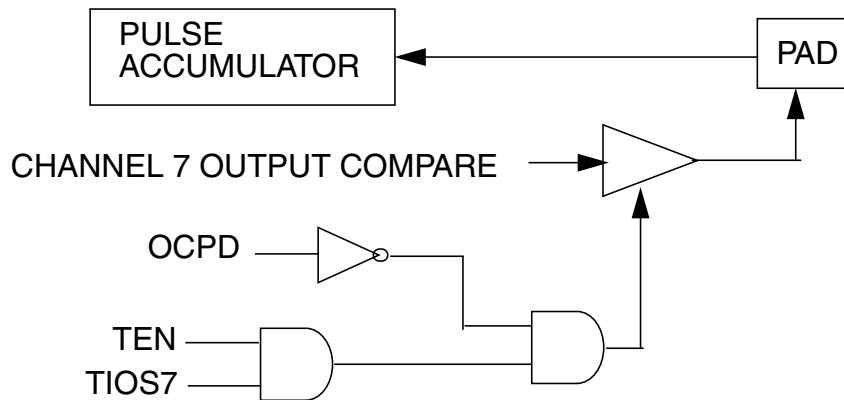 PULSE
ACCUMULATOR
PAD
CHANNEL 7 OUTPUT COMPARE
OCPD
TEN
TIOS7